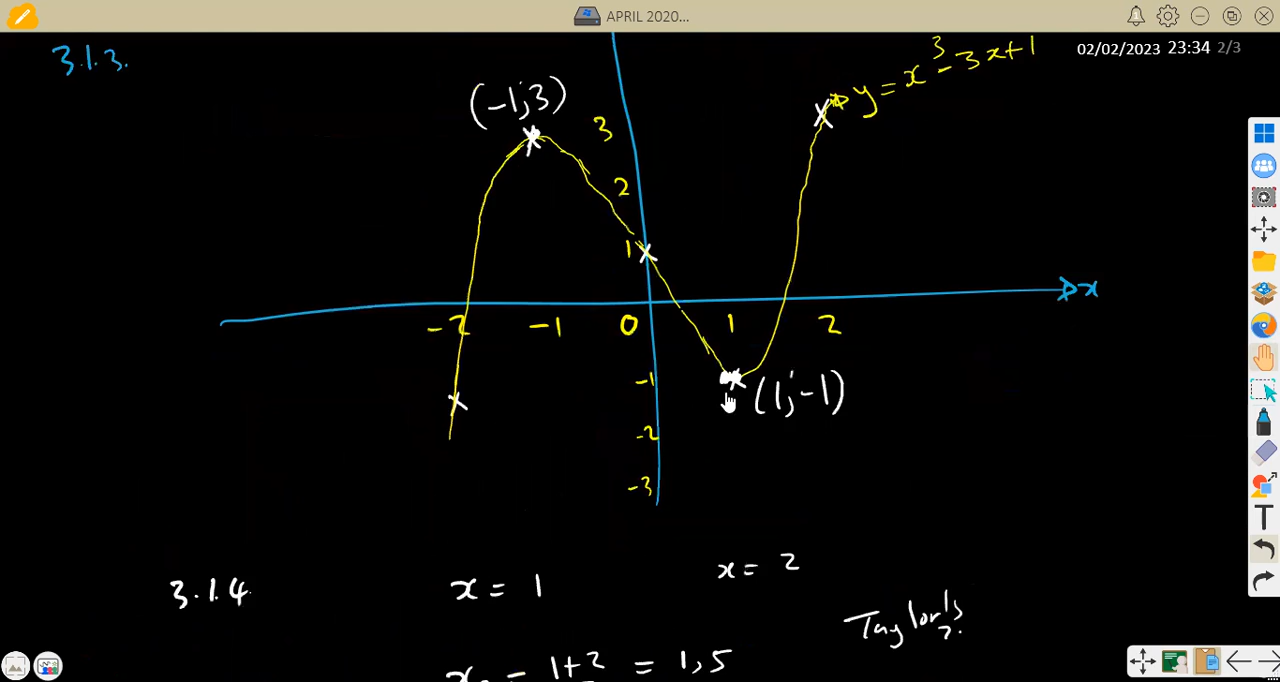 APRIL 2020...
02/02/2023 23:34 2/3
3.1.3.
y = x³ - 3x + 1
(-1;3)
3
2
1
x
-2 -1 0 1 2
-1
(1;-1)
-2
-3
3.1.4.
x = 1
x = 2
Taylor's
= 1+2 = 1,5
T